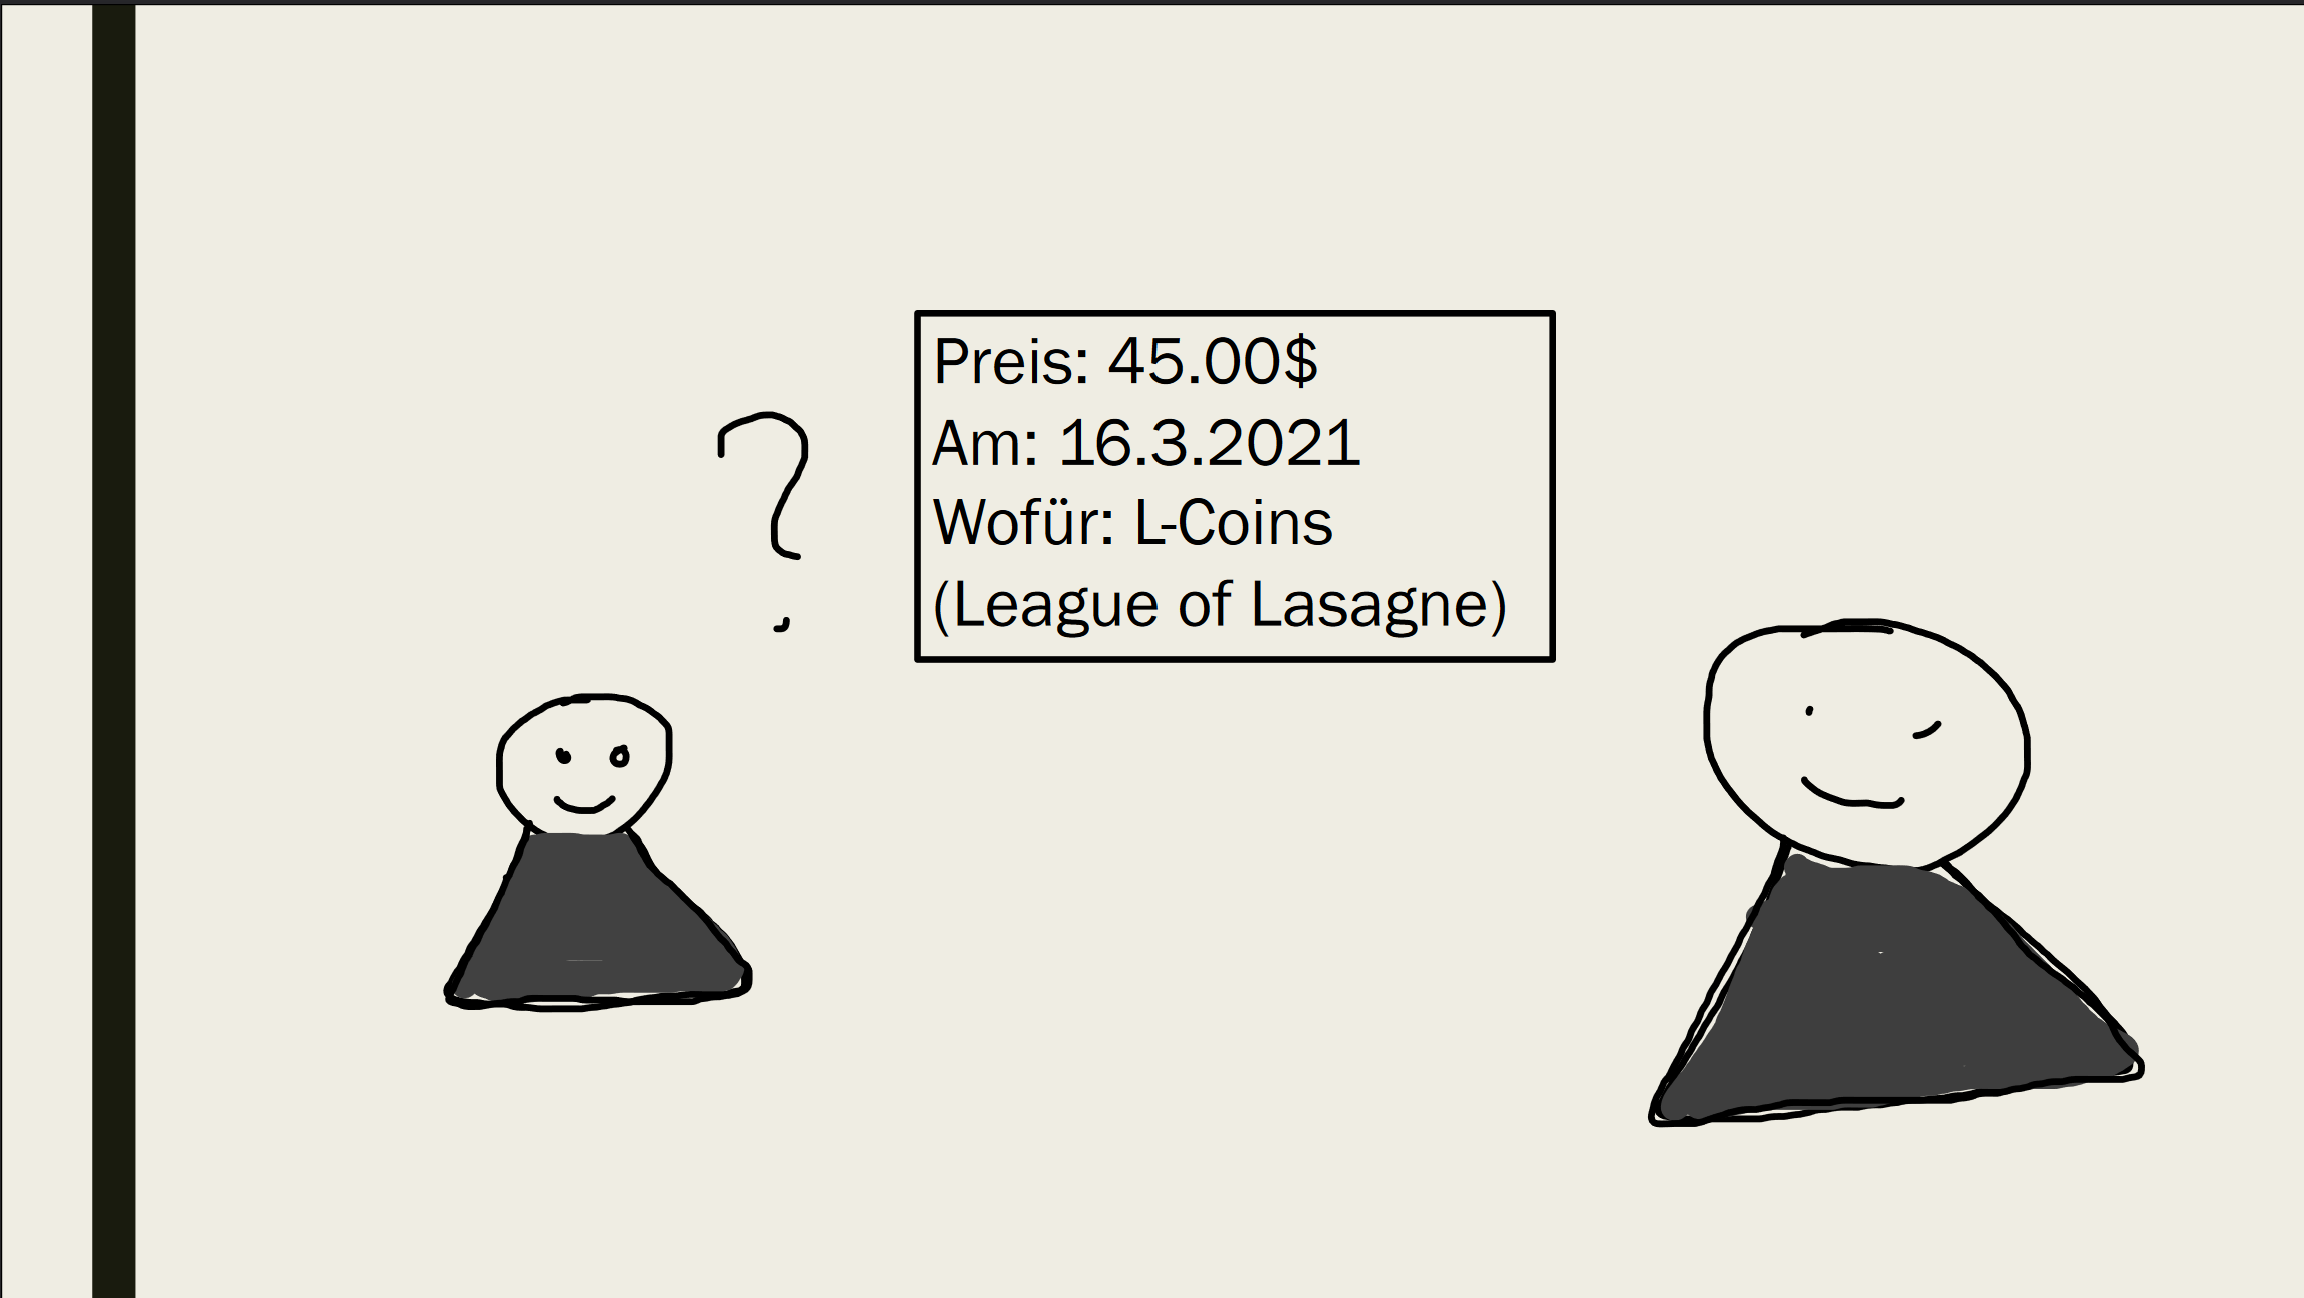 ?
Preis: 45.00$
Am: 16.3.2021
Wofür: L-Coins
(League of Lasagne)